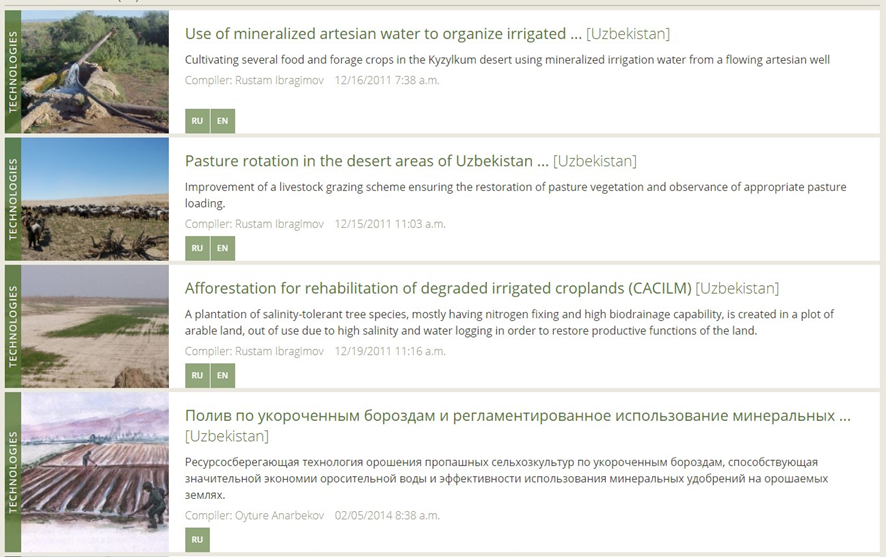 TECHNOLOGIES
Use of mineralized artesian water to organize irrigated ... [Uzbekistan]
Cultivating several food and forage crops in the Kyzylkum desert using mineralized irrigation water from a flowing artesian well
Compiler: Rustam Ibragimov 12/16/2011 7:38 a.m.
RU EN
TECHNOLOGIES
Pasture rotation in the desert areas of Uzbekistan ... [Uzbekistan]
Improvement of a livestock grazing scheme ensuring the restoration of pasture vegetation and observance of appropriate pasture
loading.
Compiler: Rustam Ibragimov 12/15/2011 11:03 a.m.
RU EN
TECHNOLOGIES
Afforestation for rehabilitation of degraded irrigated croplands (CACILM) [Uzbekistan]
A plantation of salinity-tolerant tree species, mostly having nitrogen fixing and high biodrainage capability, is created in a plot of
arable land, out of use due to high salinity and water logging in order to restore productive functions of the land.
Compiler: Rustam Ibragimov 12/19/2011 11:16 a.m.
RU EN
TECHNOLOGIES
Полив по укороченным бороздам и регламентированное использование минеральных ...
[Uzbekistan]
Ресурсосберегающая технология орошения пропашных сельхозкультур по укороченным бороздам, способствующая
значительной экономии оросительной воды и эффективности использования минеральных удобрений на орошаемых
землях.
Compiler: Oyture Anarbekov 02/05/2014 8:38 a.m.
RU